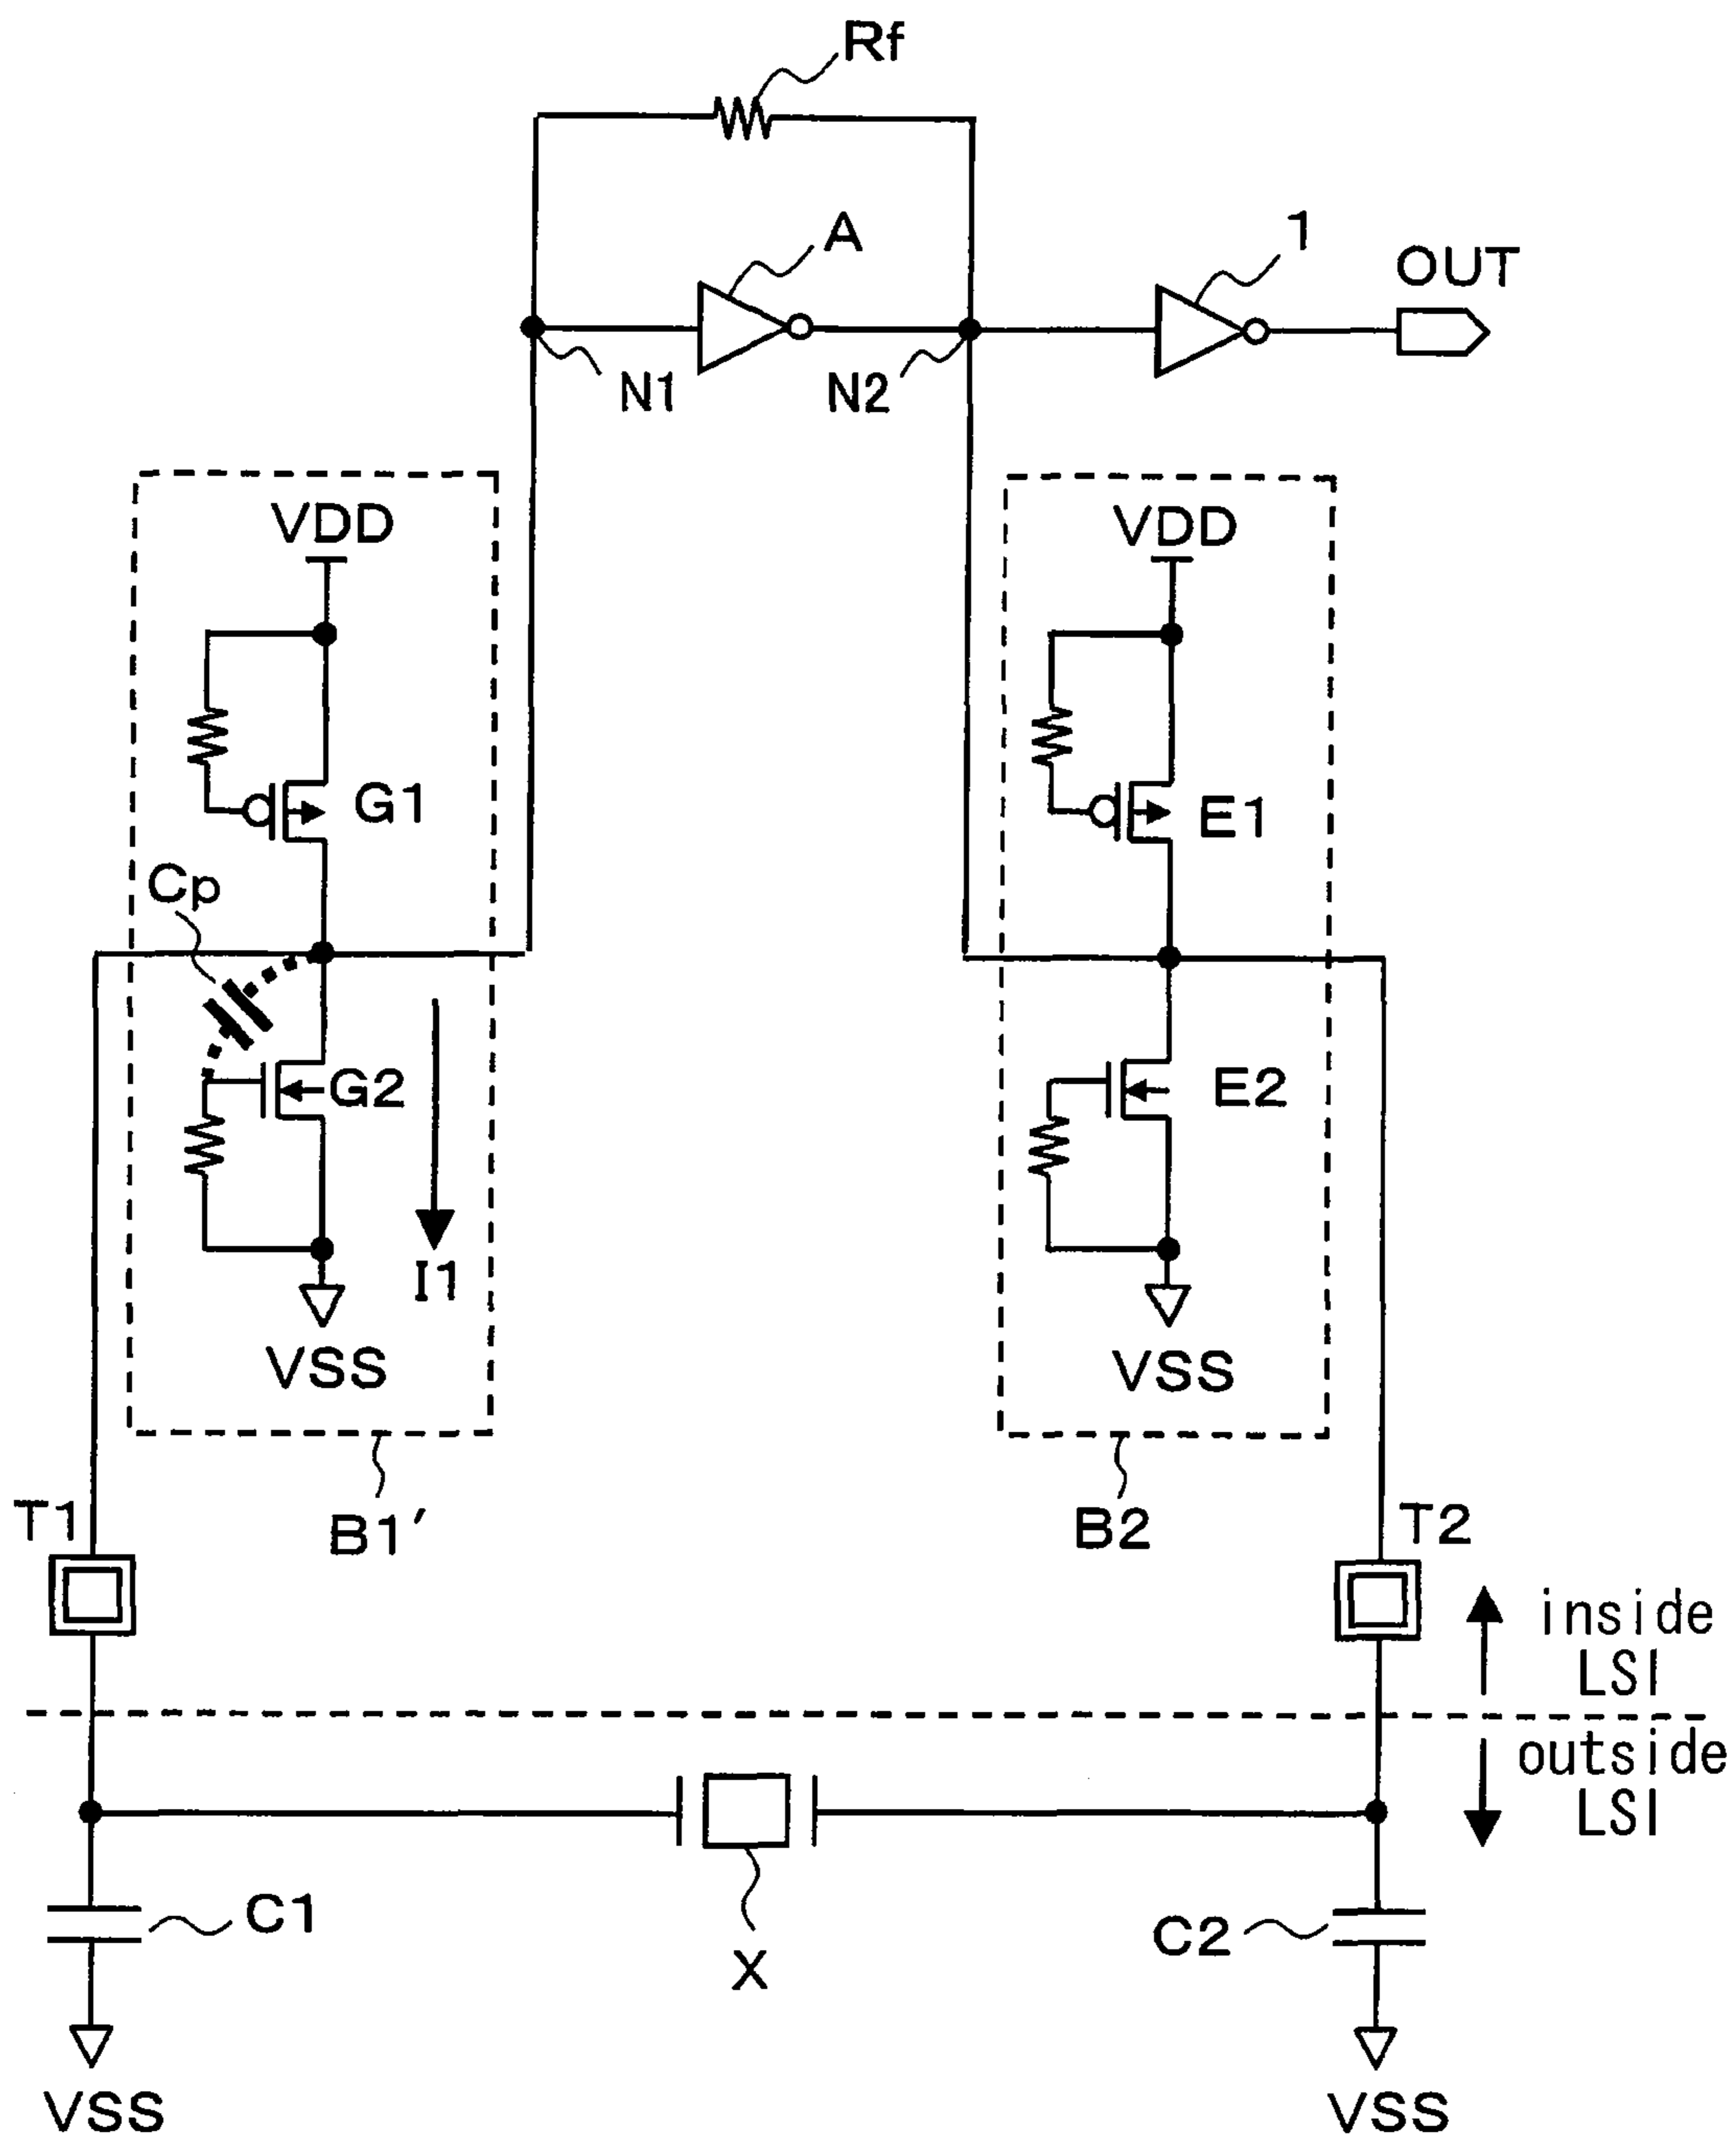 Rf
A
1
OUT
N1
N2
VDD
VDD
G1
E1
Cp
G2
E2
I1
VSS
VSS
B1′
B2
T1
T2
inside
LSI
outside
LSI
C1
X
C2
VSS
VSS